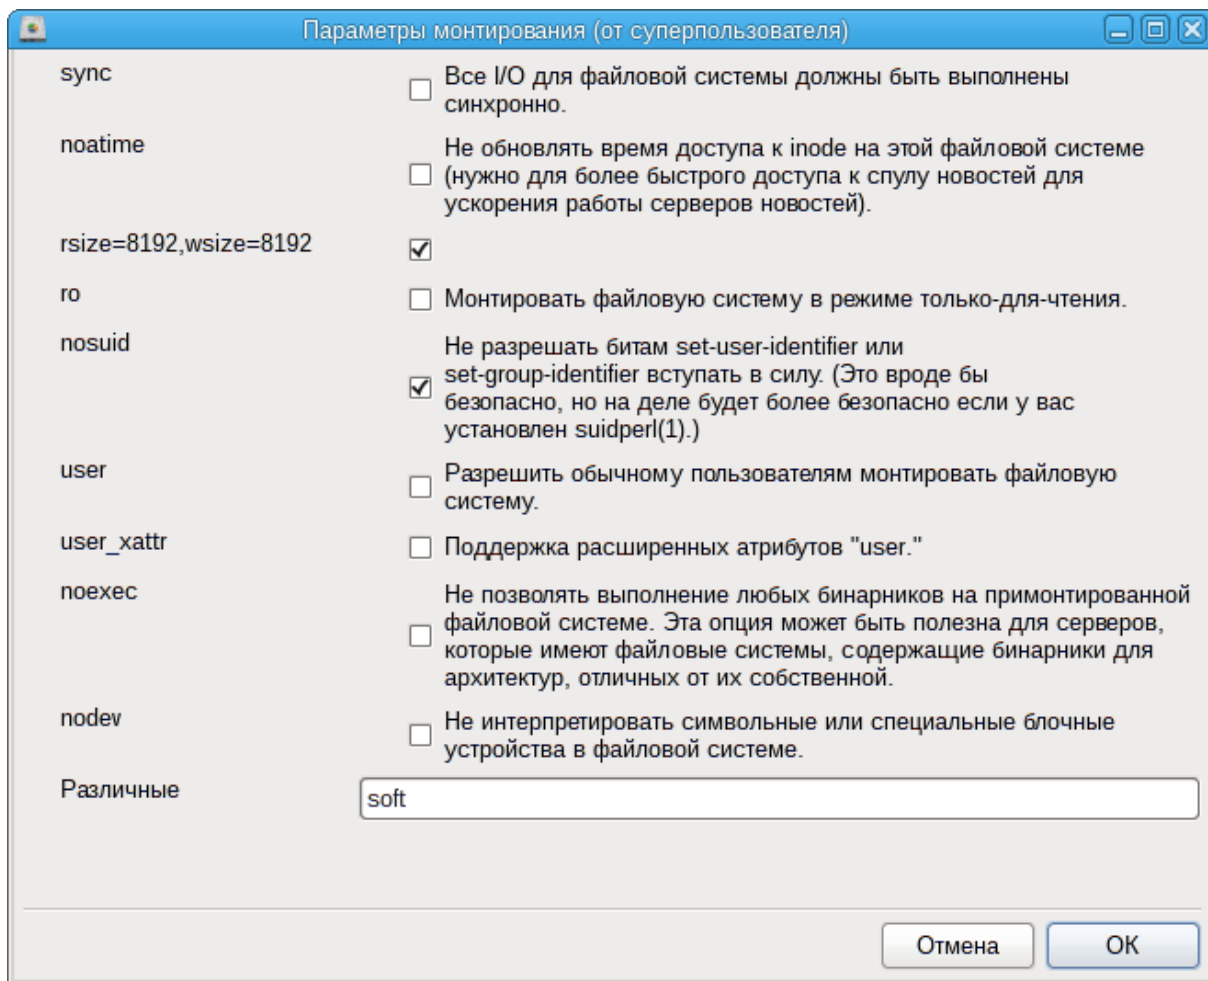 Параметры монтирования (от суперпользователя)
sync
Все I/O для файловой системы должны быть выполнены
синхронно.
noatime
Не обновлять время доступа к inode на этой файловой системе
(нужно для более быстрого доступа к спулу новостей для
ускорения работы серверов новостей).
rsize=8192,wsize=8192
ro
Монтировать файловую систему в режиме только-для-чтения.
nosuid
Не разрешать битам set-user-identifier или
set-group-identifier вступать в силу. (Это вроде бы
безопасно, но на деле будет более безопасно если у вас
установлен suidperl(1).)
user
Разрешить обычному пользователям монтировать файловую
систему.
user_xattr
Поддержка расширенных атрибутов "user."
noexec
Не позволять выполнение любых бинарников на примонтированной
файловой системе. Эта опция может быть полезна для серверов,
которые имеют файловые системы, содержащие бинарники для
архитектур, отличных от их собственной.
nodev
Не интерпретировать символьные или специальные блочные
устройства в файловой системе.
Различные
soft
Отмена
ОК